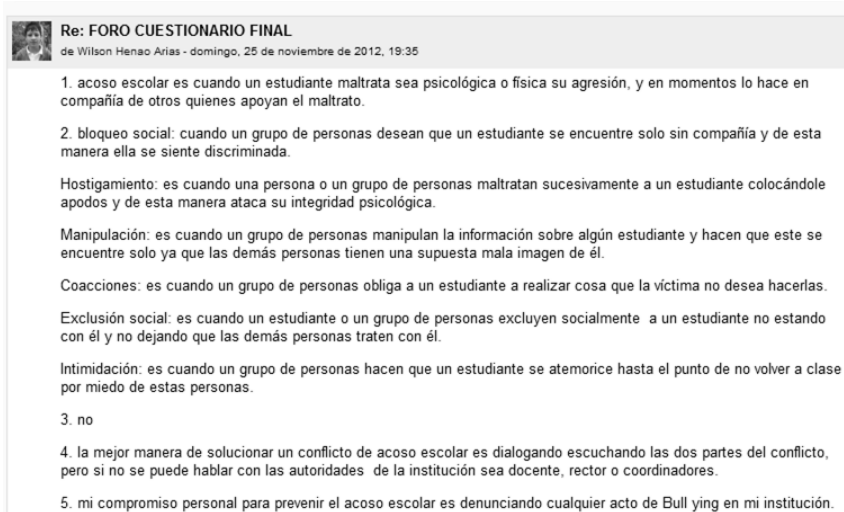 Re: FORO CUESTIONARIO FINAL
de Wilson Henao Arias - domingo, 25 de noviembre de 2012, 19:35
1. acoso escolar es cuando un estudiante maltrata sea psicológica o física su agresión, y en momentos lo hace en
compañía de otros quienes apoyan el maltrato.
2. bloqueo social: cuando un grupo de personas desean que un estudiante se encuentre solo sin compañía y de esta
manera ella se siente discriminada.
Hostigamiento: es cuando una persona o un grupo de personas maltratan sucesivamente a un estudiante colocándole
apodos y de esta manera ataca su integridad psicológica.
Manipulación: es cuando un grupo de personas manipulan la información sobre algún estudiante y hacen que este se
encuentre solo ya que las demás personas tienen una supuesta mala imagen de él.
Coacciones: es cuando un grupo de personas obliga a un estudiante a realizar cosa que la víctima no desea hacerlas.
Exclusión social: es cuando un estudiante o un grupo de personas excluyen socialmente a un estudiante no estando
con él y no dejando que las demás personas traten con él.
Intimidación: es cuando un grupo de personas hacen que un estudiante se atemorice hasta el punto de no volver a clase
por miedo de estas personas.
3. no
4. la mejor manera de solucionar un conflicto de acoso escolar es dialogando escuchando las dos partes del conflicto,
pero si no se puede hablar con las autoridades de la institución sea docente, rector o coordinadores.
5. mi compromiso personal para prevenir el acoso escolar es denunciando cualquier acto de Bull ying en mi institución.